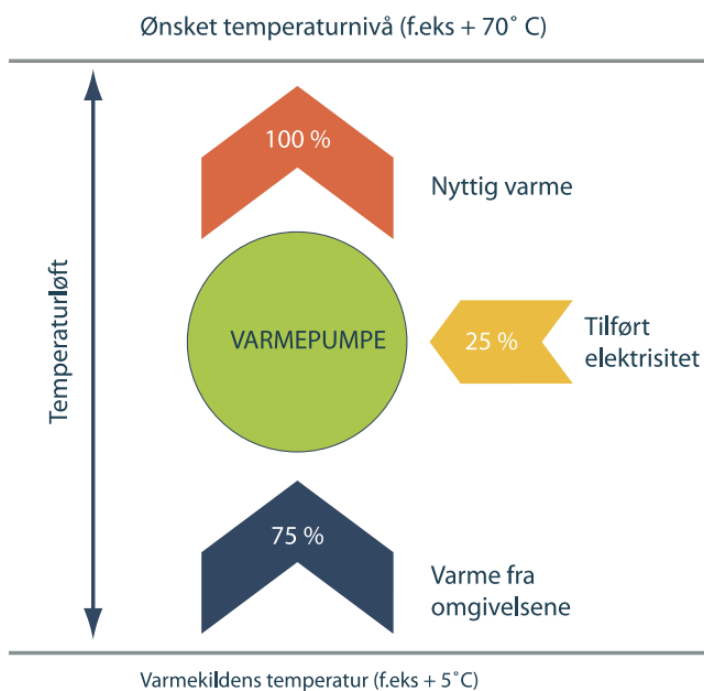 Ønsket temperaturnivå (f.eks + 70˚ C)
100 %
Nyttig varme
Temperaturløft
VARMEPUMPE
25 %
Tilført
elektrisitet
75 %
Varme fra
omgivelsene
Varmekildens temperatur (f.eks + 5˚C)